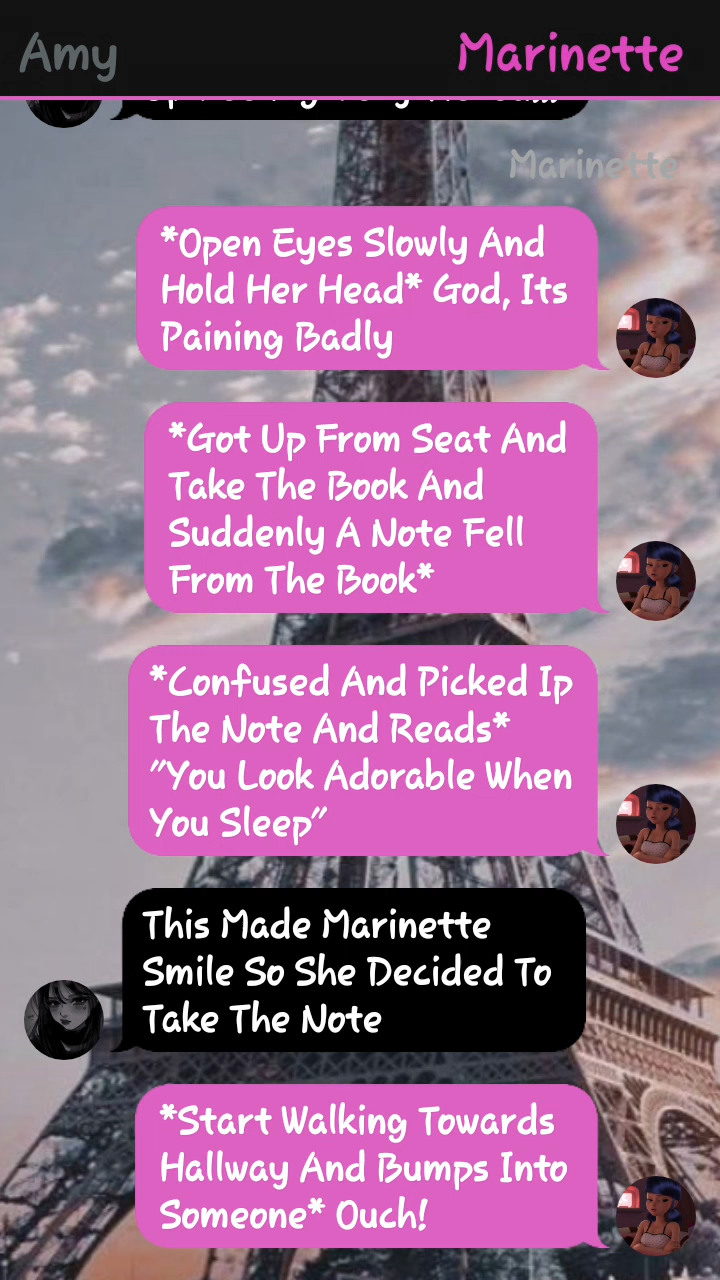 Amy
Marinette
Marinette
*Open Eyes Slowly And
Hold Her Head* God, Its
Paining Badly
*Got Up From Seat And
Take The Book And
Suddenly A Note Fell
From The Book*
*Confused And Picked Ip
The Note And Reads*
"You Look Adorable When
You Sleep"
This Made Marinette
Smile So She Decided To
Take The Note
*Start Walking Towards
Hallway And Bumps Into
Someone* Ouch!